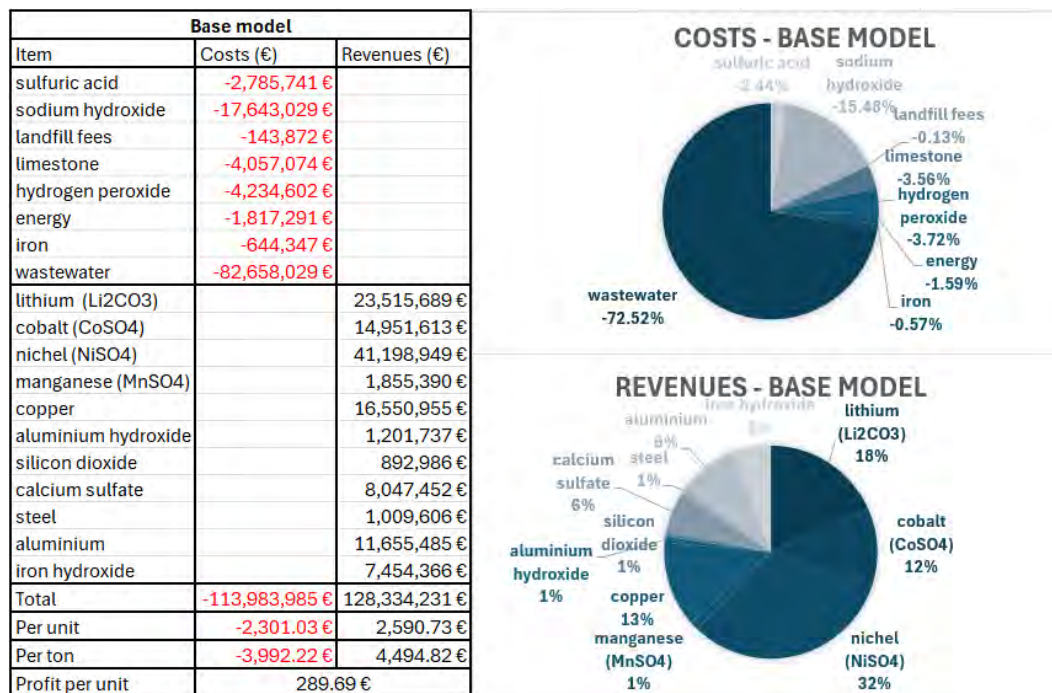 Base model
Item Costs (€) Revenues (€)
sulfuric acid -2,785,741 €
sodium hydroxide -17,643,029 €
landfill fees -143,872 €
limestone -4,057,074 €
hydrogen peroxide -4,234,602 €
energy -1,817,291 €
iron -644,347 €
wastewater -82,658,029 €
lithium (Li2CO3) 23,515,689 €
cobalt (CoSO4) 14,951,613 €
nichel (NiSO4) 41,198,949 €
manganese (MnSO4) 1,855,390 €
copper 16,550,955 €
aluminium hydroxide 1,201,737 €
silicon dioxide 892,986 €
calcium sulfate 8,047,452 €
steel 1,009,606 €
aluminium 11,655,485 €
iron hydroxide 7,454,366 €
Total -113,983,985 € 128,334,231 €
Per unit -2,301.03 € 2,590.73 €
Per ton -3,992.22 € 4,494.82 €
Profit per unit 289.69 €
COSTS - BASE MODEL
sulfuric acid
-2.44%
sodium
hydroxide
-15.48%
landfill fees
-0.13%
limestone
-3.56%
hydrogen
peroxide
-3.72%
energy
-1.59%
iron
-0.57%
wastewater
-72.52%
REVENUES - BASE MODEL
iron hydroxide
lithium
(Li2CO3)
18%
cobalt
(CoSO4)
12%
nichel
(NiSO4)
32%
manganese
(MnSO4)
1%
copper
13%
aluminium
hydroxide
1%
silicon
dioxide
1%
calcium
sulfate
6%
steel
1%
aluminium